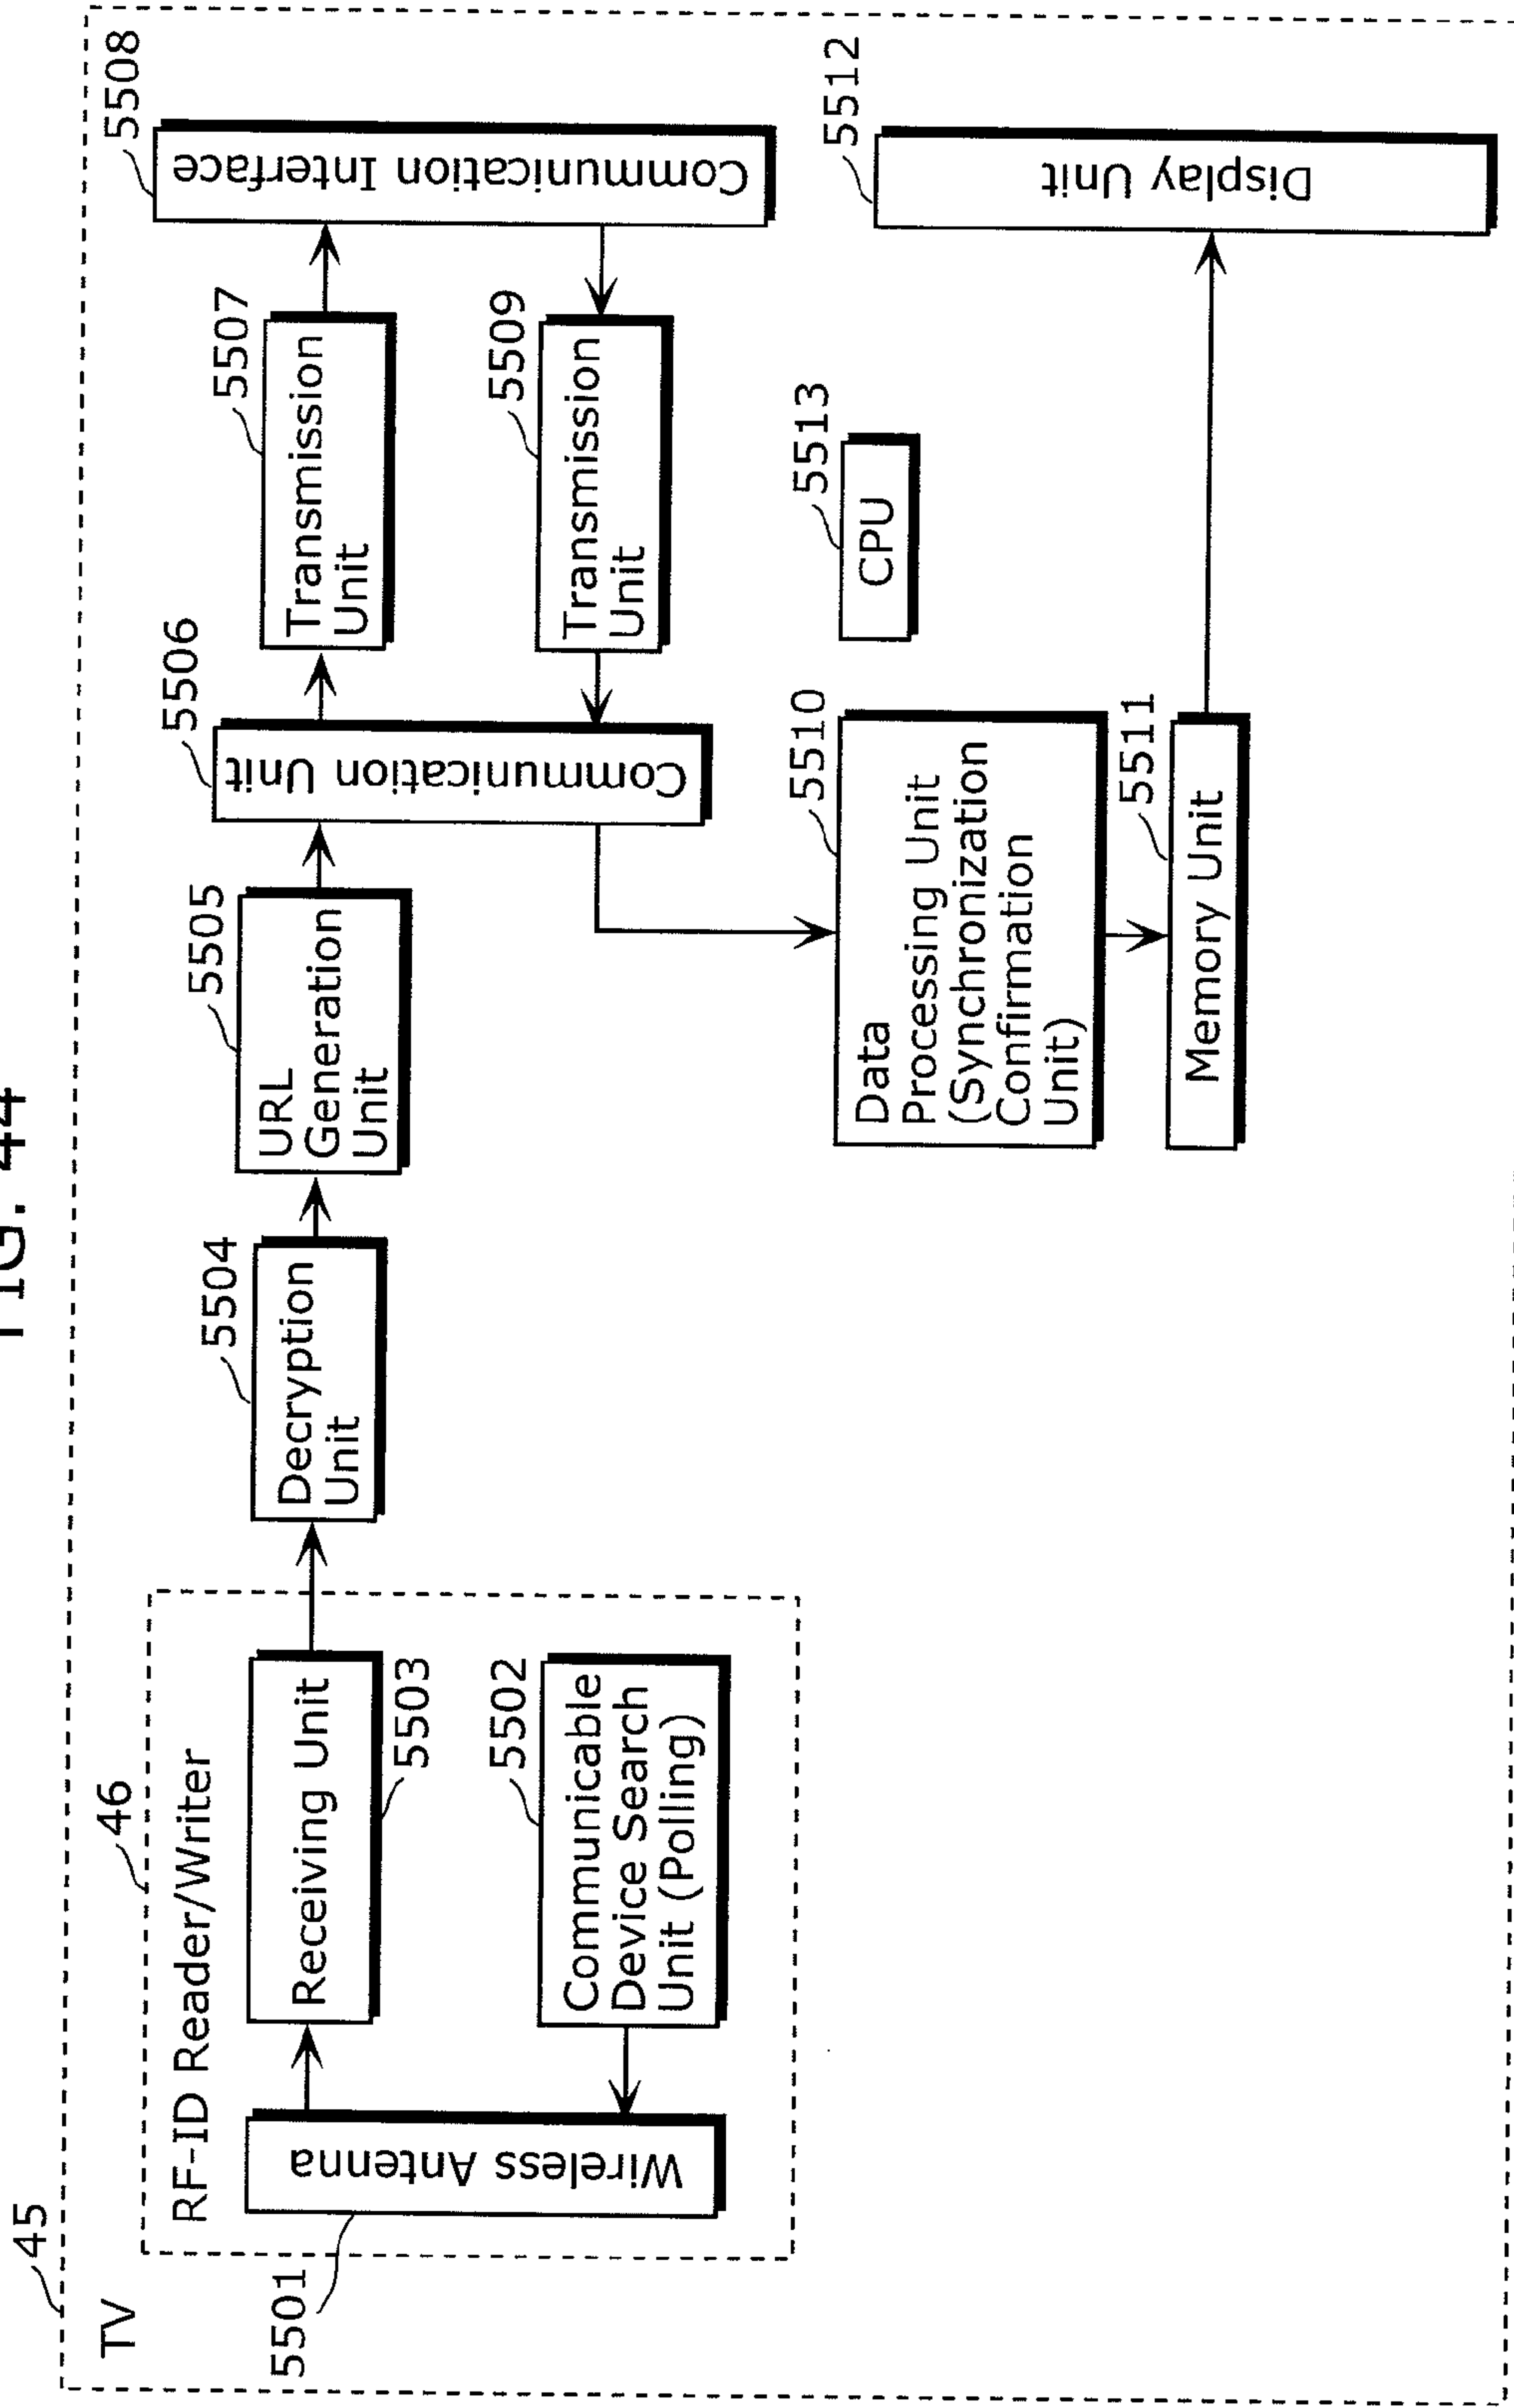 FIG. 44
45
TV
46
RF-ID Reader/Writer
5501
Wireless Antenna
Receiving Unit
5503
5502
Communicable
Device Search
Unit (Polling)
5504
Decryption
Unit
5505
URL
Generation
Unit
5506
Communication Unit
5507
Transmission
Unit
5508
Communication Interface
5509
Transmission
Unit
5510
Data
Processing Unit
(Synchronization
Confirmation
Unit)
5511
Memory Unit
5513
CPU
5512
Display Unit